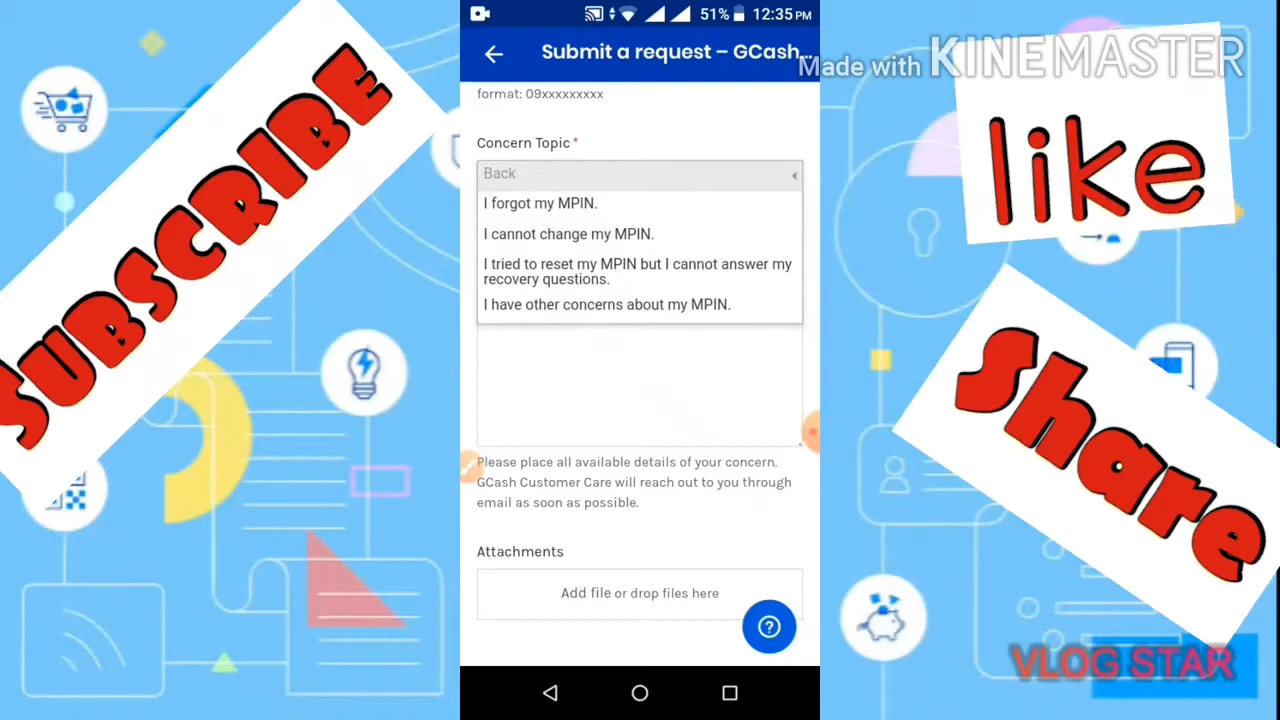 51% 12:35 PM
Submit a request – GCash...
Made with KINEMASTER
format: 09xxxxxxxxx
Concern Topic *
Back
I forgot my MPIN.
I cannot change my MPIN.
I tried to reset my MPIN but I cannot answer my
recovery questions.
I have other concerns about my MPIN.
Please place all available details of your concern.
GCash Customer Care will reach out to you through
email as soon as possible.
Attachments
Add file or drop files here
SUBSCRIBE
like
Share
VLOG STAR